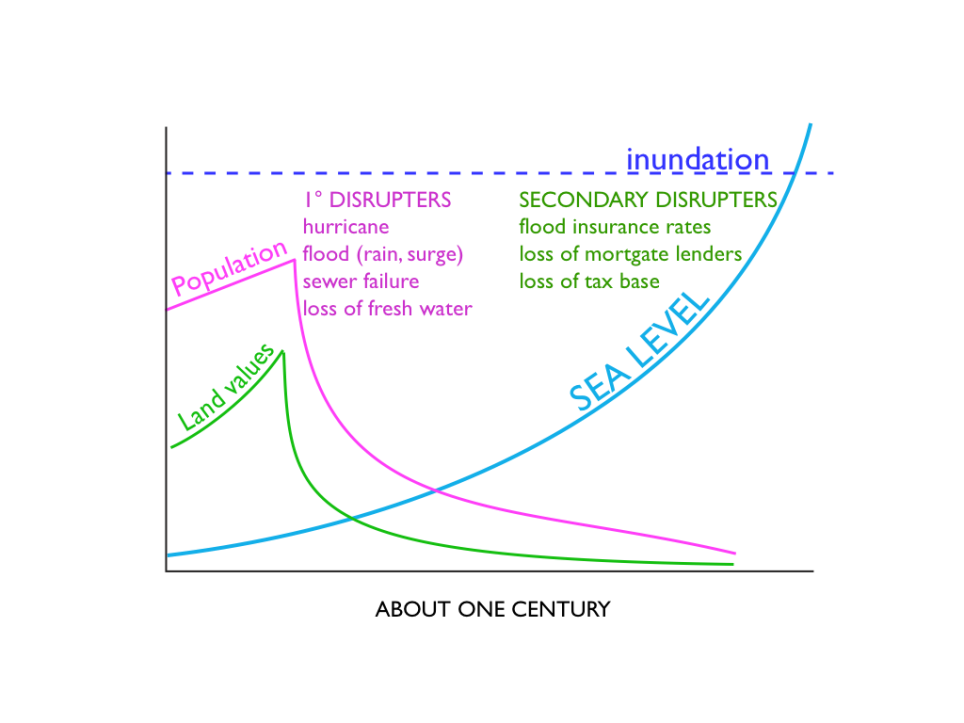 inundation
1° DISRUPTERS
hurricane
flood (rain, surge)
sewer failure
loss of fresh water
SECONDARY DISRUPTERS
flood insurance rates
loss of mortgate lenders
loss of tax base
Population
Land values
SEA LEVEL
ABOUT ONE CENTURY